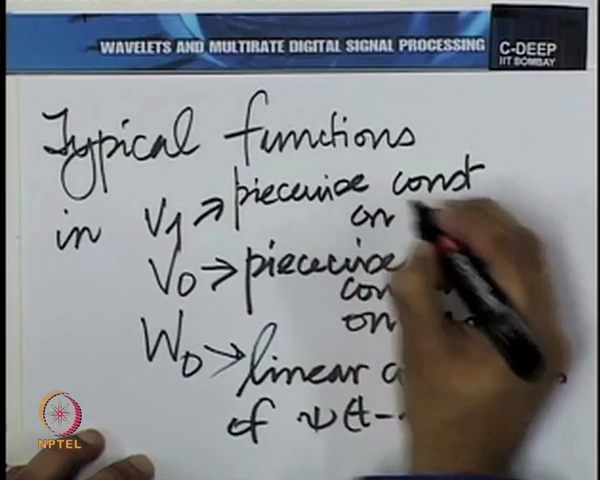 WAVELETS AND MULTIRATE DIGITAL SIGNAL PROCESSING
C-DEEP
IIT BOMBAY
Typical functions
in V1 → piecewise const
on
V0 → piecewise
on
W0 → linear
of ψ(t-
NPTEL